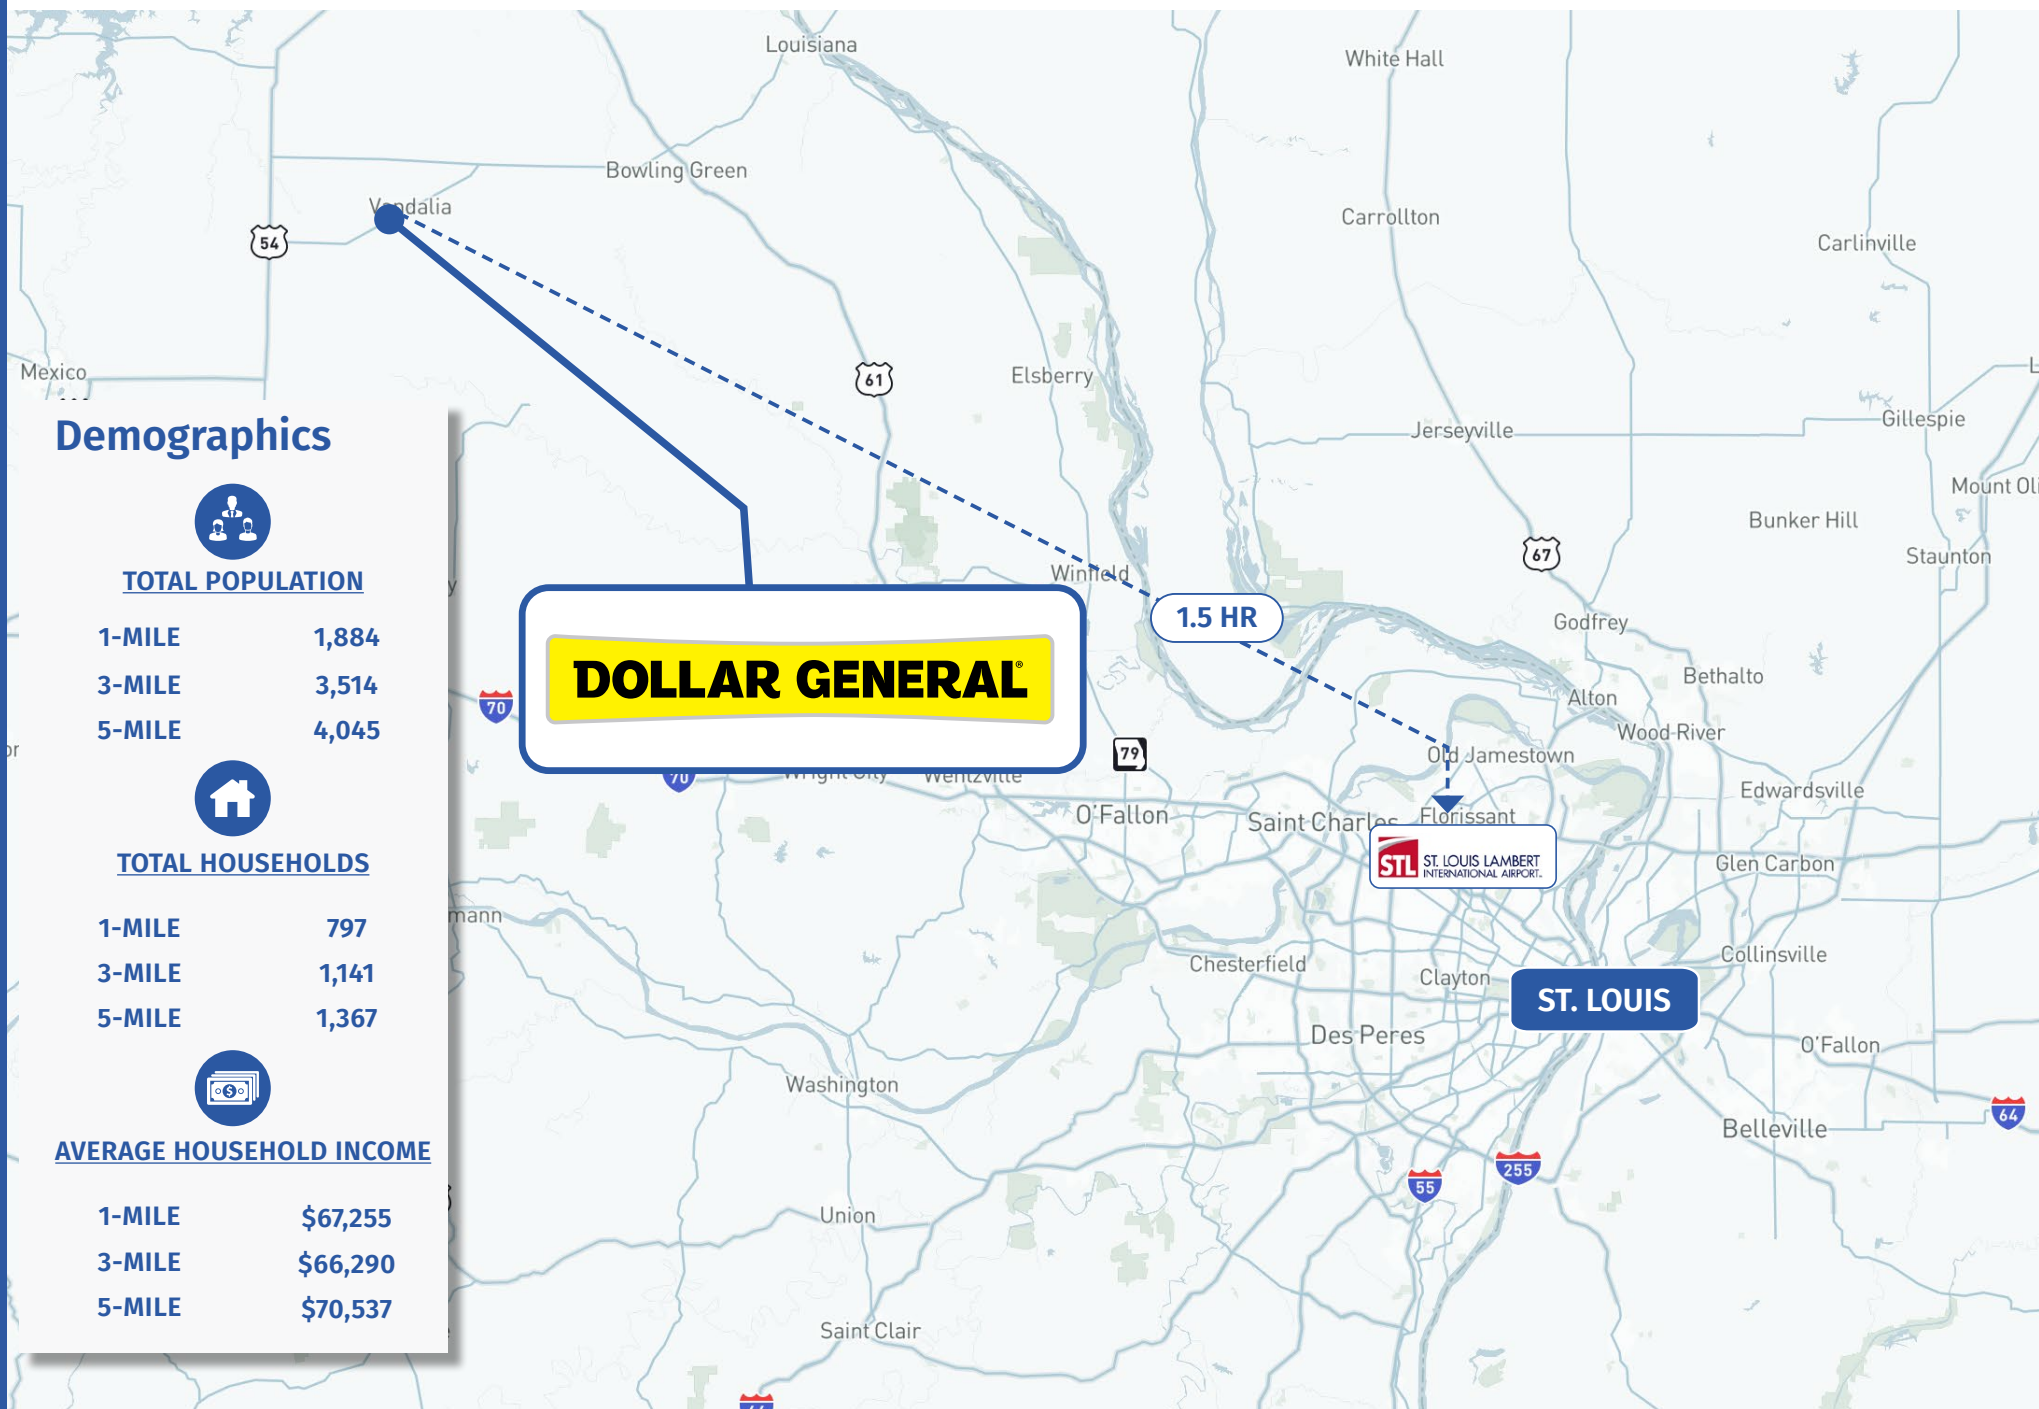 Louisiana
White Hall
Bowling Green
Vandalia
Carrollton
54
Carlinville
Mexico
61
Elsberry
Gillespie
Jerseyville
Mount Oli
Bunker Hill
67
Staunton
Winfield
1.5 HR
Godfrey
Bethalto
Alton
Wood River
Old Jamestown
79
70
70
DOLLAR GENERAL®
Wright City
Wentzville
Edwardsville
O'Fallon
Saint Charles
Florissant
STL ST. LOUIS LAMBERT
INTERNATIONAL AIRPORT
Glen Carbon
mann
Collinsville
Chesterfield
Clayton
ST. LOUIS
Des Peres
O'Fallon
Washington
64
Belleville
255
55
Union
Saint Clair
44
Demographics
TOTAL POPULATION
1-MILE 1,884
3-MILE 3,514
5-MILE 4,045
TOTAL HOUSEHOLDS
1-MILE 797
3-MILE 1,141
5-MILE 1,367
AVERAGE HOUSEHOLD INCOME
1-MILE $67,255
3-MILE $66,290
5-MILE $70,537